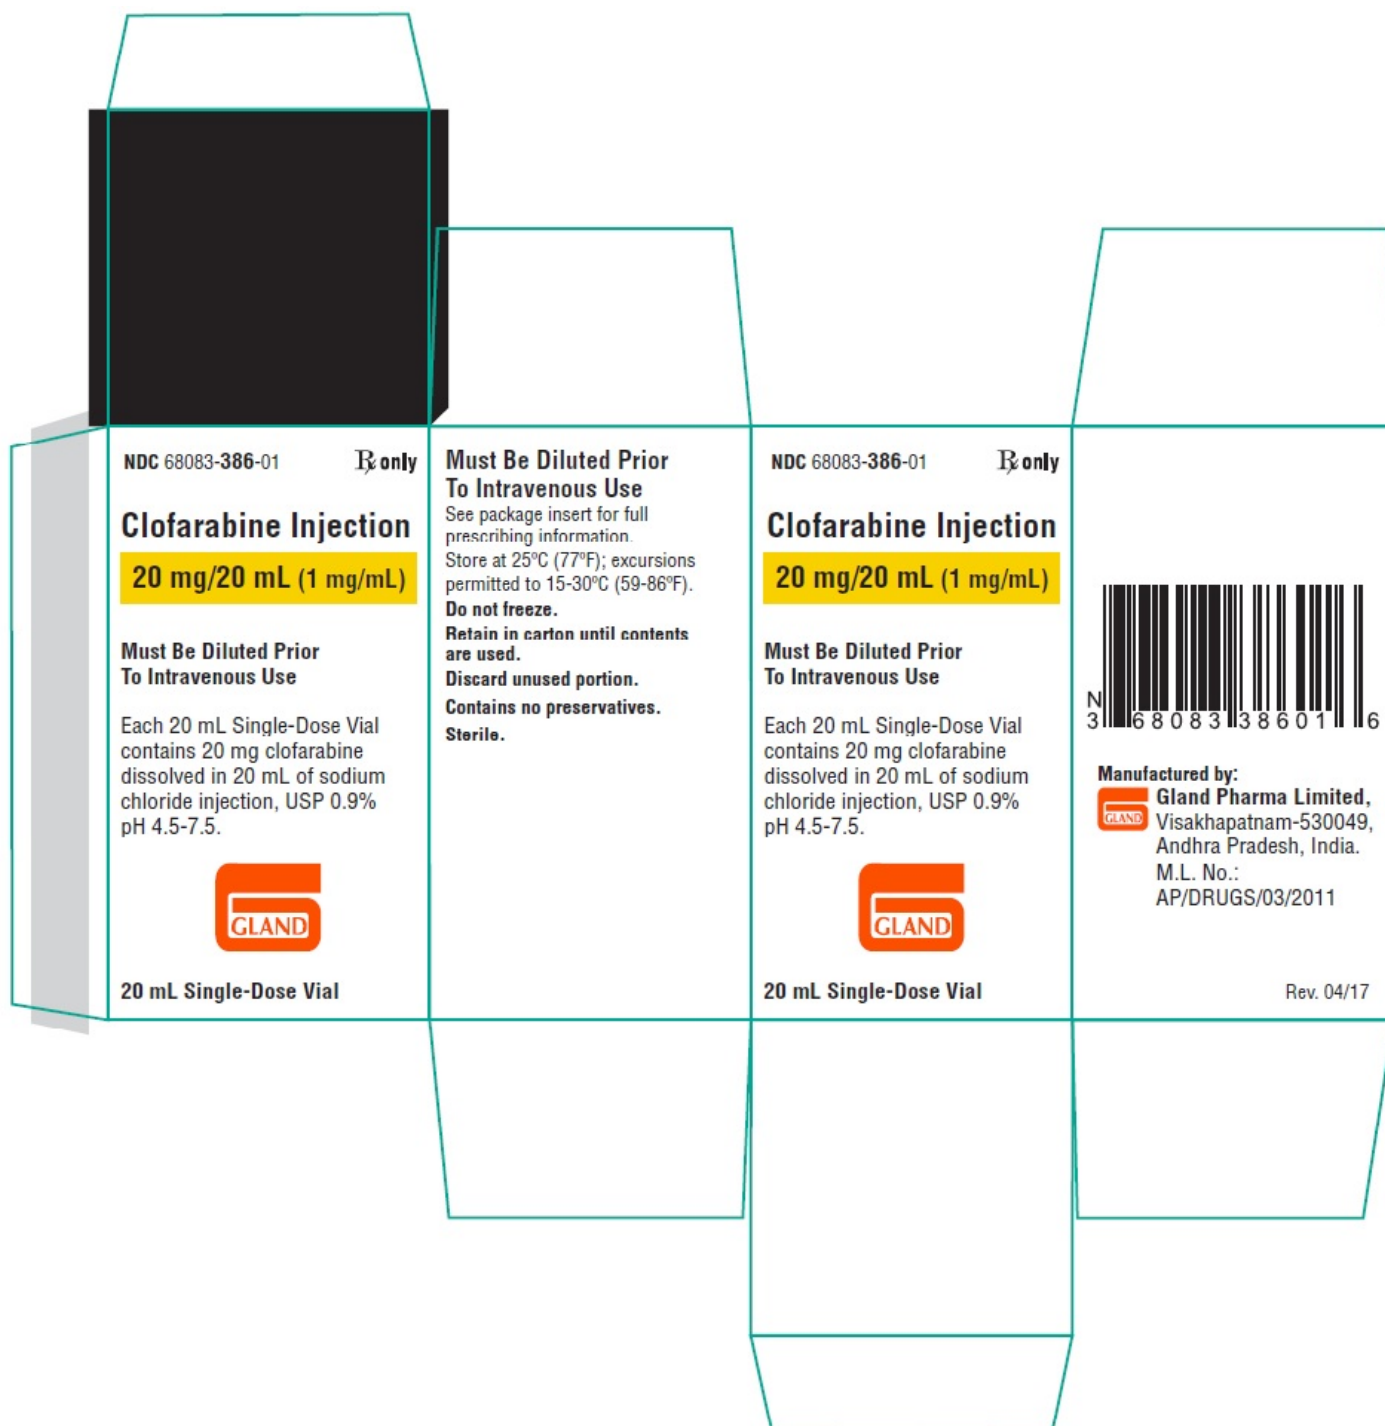 NDC 68083-386-01
℞ only
Clofarabine Injection
20 mg/20 mL (1 mg/mL)
Must Be Diluted Prior
To Intravenous Use
Each 20 mL Single-Dose Vial
contains 20 mg clofarabine
dissolved in 20 mL of sodium
chloride injection, USP 0.9%
pH 4.5-7.5.
GLAND
20 mL Single-Dose Vial
Must Be Diluted Prior
To Intravenous Use
See package insert for full
prescribing information.
Store at 25ºC (77ºF); excursions
permitted to 15-30ºC (59-86ºF).
Do not freeze.
Retain in carton until contents
are used.
Discard unused portion.
Contains no preservatives.
Sterile.
NDC 68083-386-01
℞ only
Clofarabine Injection
20 mg/20 mL (1 mg/mL)
Must Be Diluted Prior
To Intravenous Use
Each 20 mL Single-Dose Vial
contains 20 mg clofarabine
dissolved in 20 mL of sodium
chloride injection, USP 0.9%
pH 4.5-7.5.
GLAND
20 mL Single-Dose Vial
N
3 68083 38601 6
Manufactured by:
GLAND
Gland Pharma Limited,
Visakhapatnam-530049,
Andhra Pradesh, India.
M.L. No.:
AP/DRUGS/03/2011
Rev. 04/17